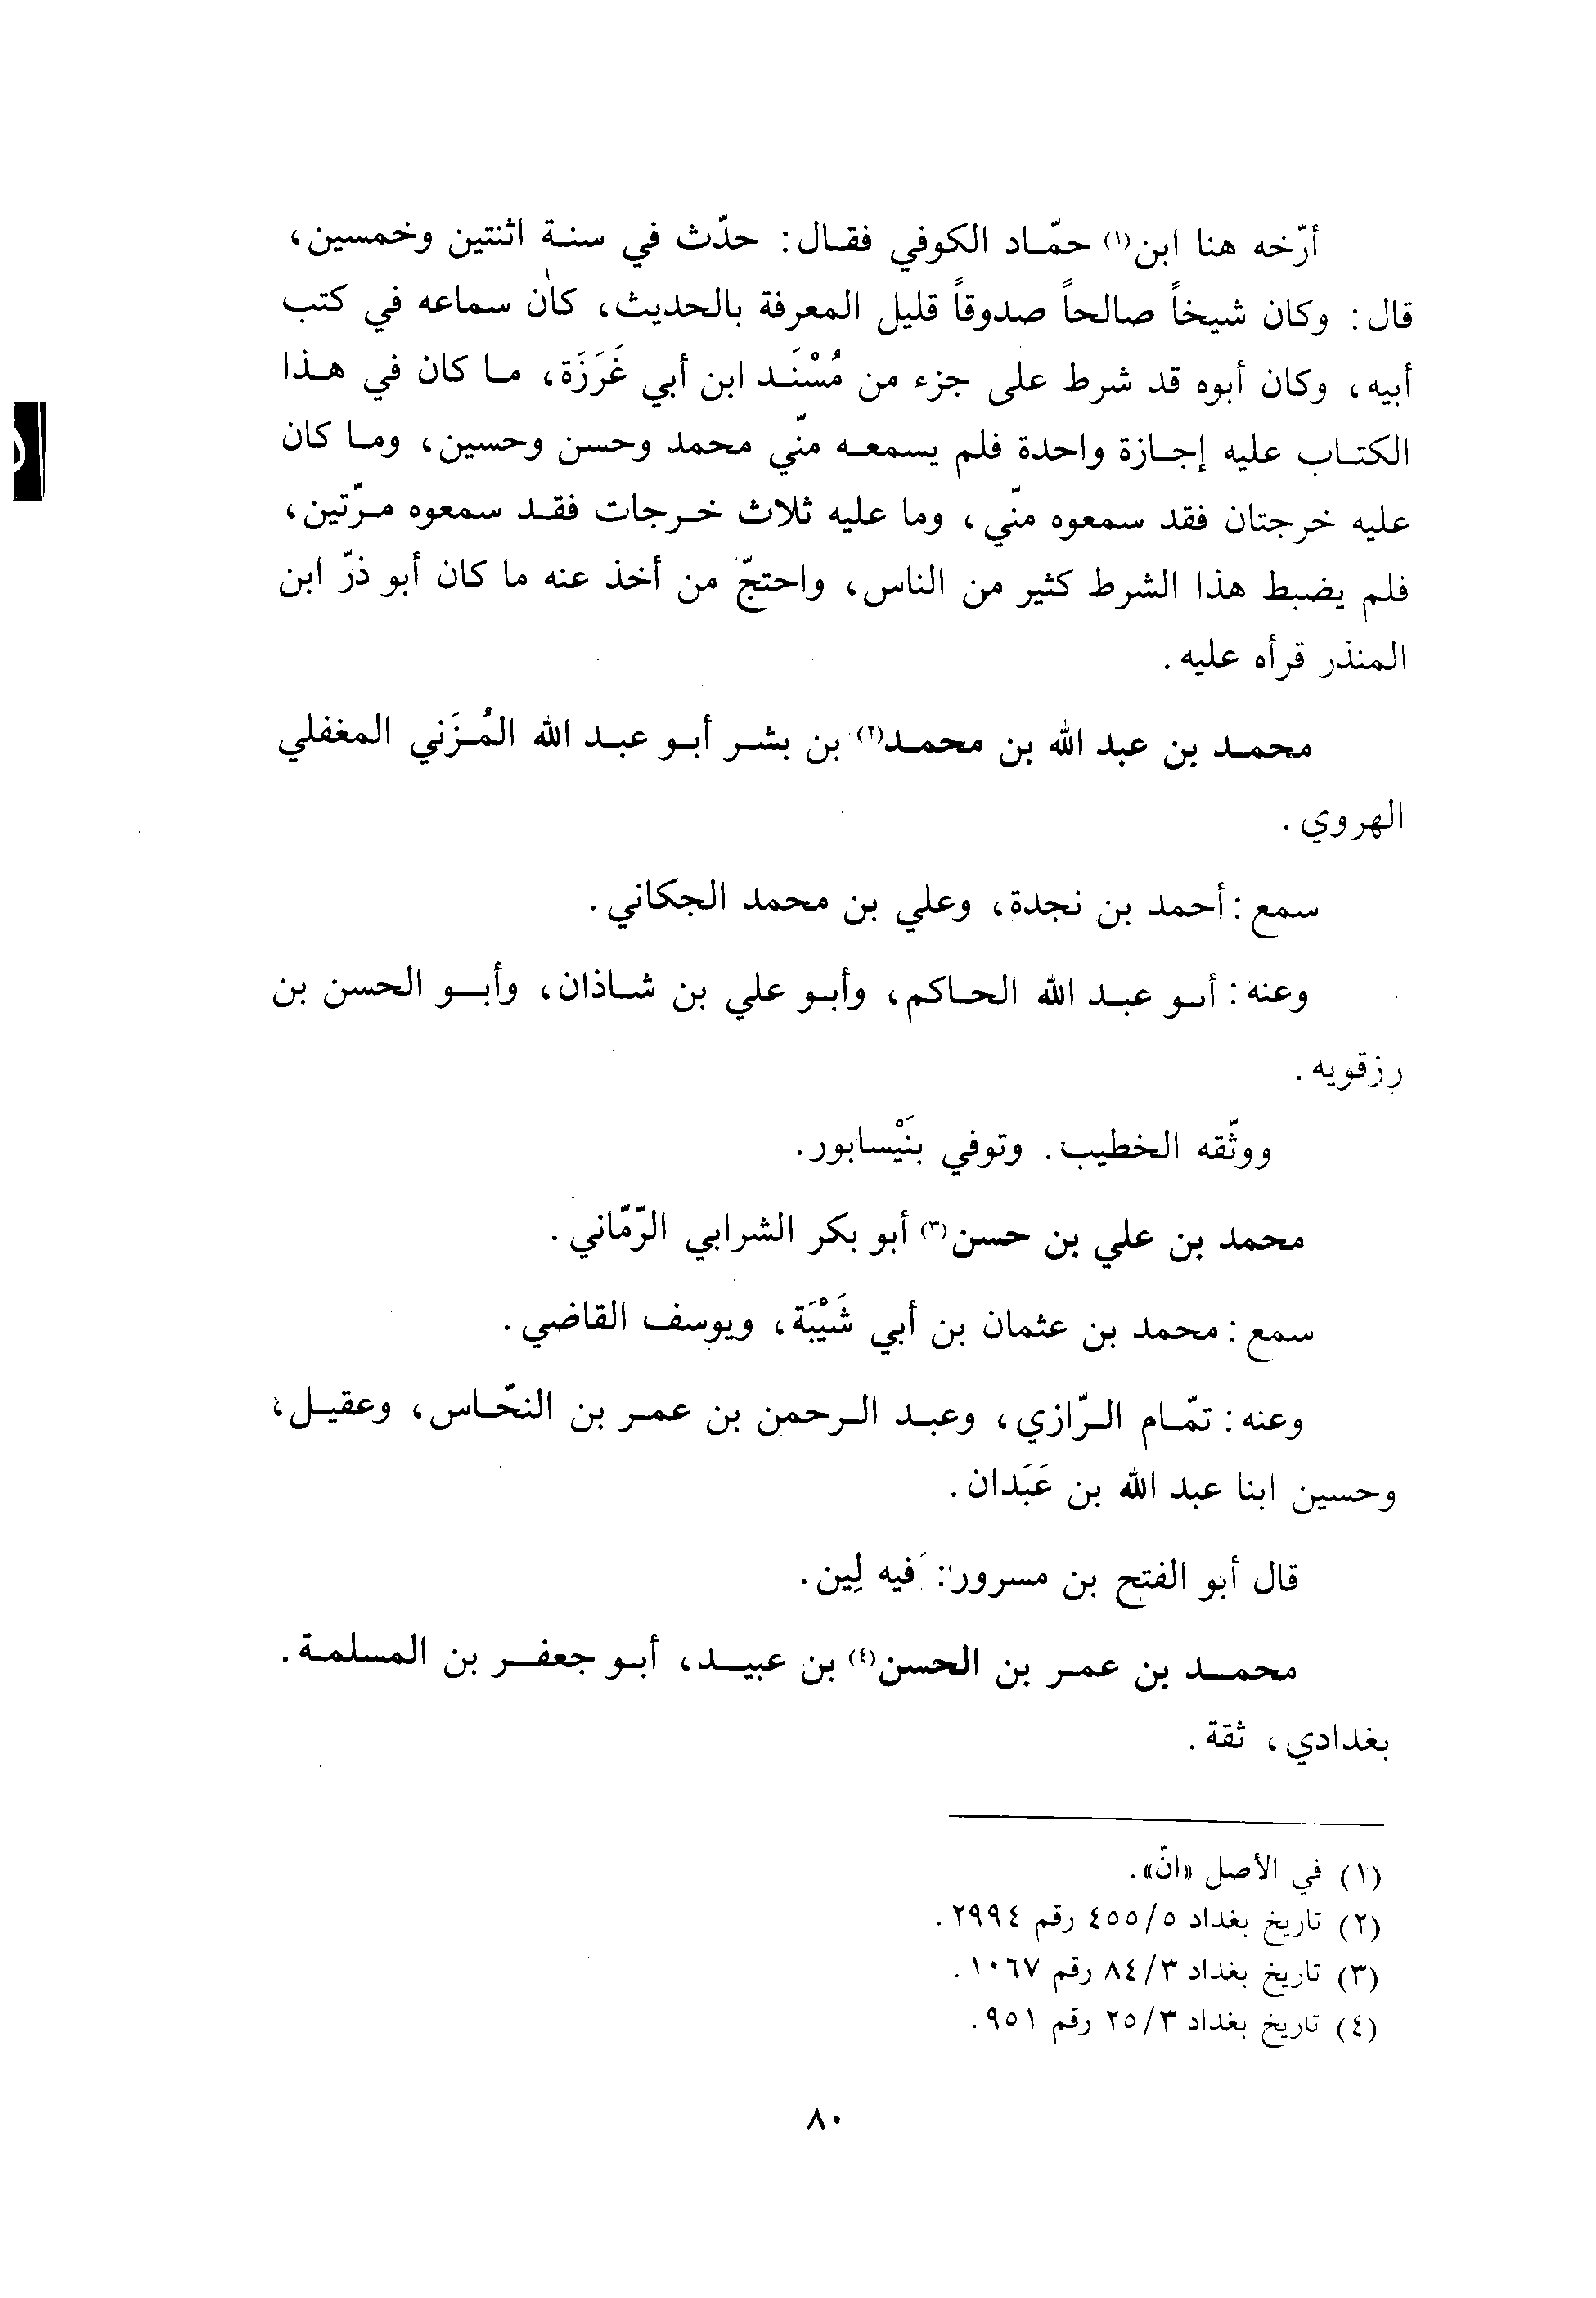 أرّخه هنا ابن(١) حمّاد الكوفي فقال: حدّث في سنة اثنتين وخمسين،
قال: وكان شيخاً صالحاً صدوقاً قليل المعرفة بالحديث، كان سماعه في كتب
أبيه، وكان أبوه قد شرط على جزء من مُسْنَد ابن أبي غَرَزَة، ما كان في هذا
الكتاب عليه إجازة واحدة فلم يسمعه منّي محمد وحسن وحسين، وما كان
عليه خرجتان فقد سمعوه منّي، وما عليه ثلاث خرجات فقد سمعوه مرّتين،
فلم يضبط هذا الشرط كثير من الناس، واحتجّ من أخذ عنه ما كان أبو ذرّ ابن
المنذر قرأه عليه.
محمد بن عبد الله بن محمد(٢) بن بشر أبو عبد الله المُزَني المغفلي
الهروي.
سمع: أحمد بن نجدة، وعلي بن محمد الجكاني.
وعنه: أبو عبد الله الحاكم، وأبو علي بن شاذان، وأبو الحسن بن
رزقويه.
ووثّقه الخطيب. وتوفي بنَيْسابور.
محمد بن علي بن حسن(٣) أبو بكر الشرابي الرّمّاني.
سمع: محمد بن عثمان بن أبي شَيْبَة، ويوسف القاضي.
وعنه: تمّام الرّازي، وعبد الرحمن بن عمر بن النحّاس، وعقيل،
وحسين ابنا عبد الله بن عَبَدان.
قال أبو الفتح بن مسرور: فيه لِين.
محمد بن عمر بن الحسن(٤) بن عبيد، أبو جعفر بن المسلمة.
بغدادي، ثقة.
(١) في الأصل «انّ».
(٢) تاريخ بغداد ٤٥٥/٥ رقم ٢٩٩٤.
(٣) تاريخ بغداد ٨٤/٣ رقم ١٠٦٧.
(٤) تاريخ بغداد ٢٥/٣ رقم ٩٥١.
٨٠